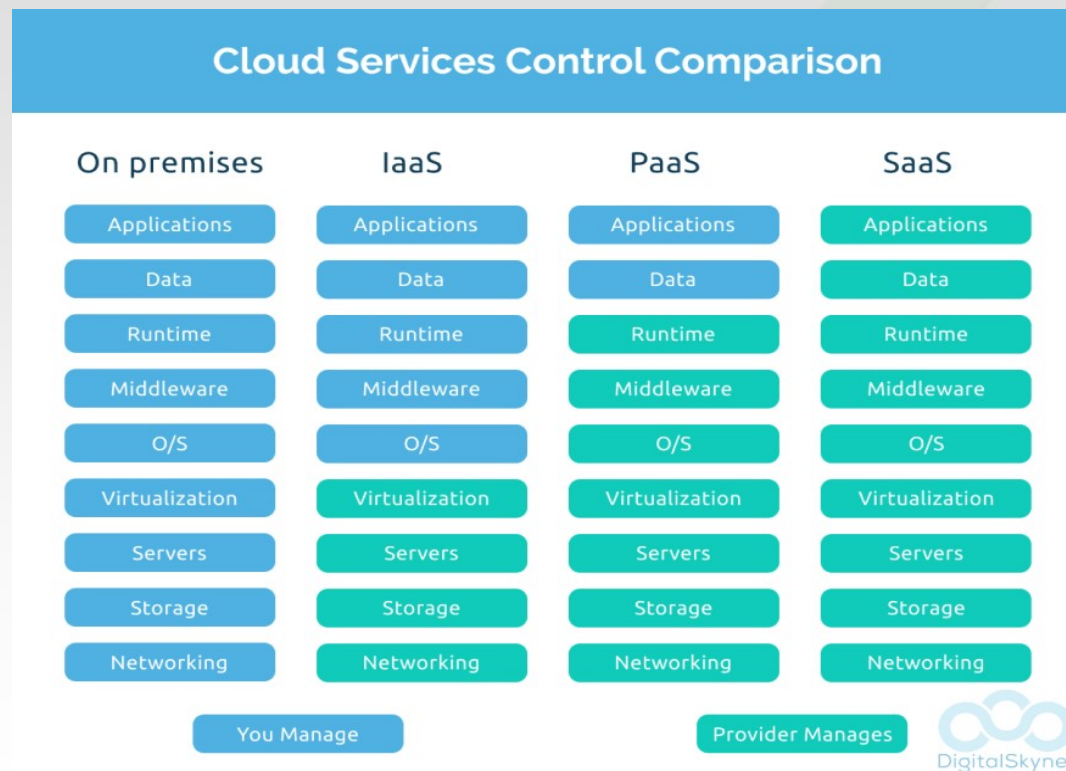 Cloud Services Control Comparison
On premises IaaS PaaS SaaS
Applications Applications Applications Applications
Data Data Data Data
Runtime Runtime Runtime Runtime
Middleware Middleware Middleware Middleware
O/S O/S O/S O/S
Virtualization Virtualization Virtualization Virtualization
Servers Servers Servers Servers
Storage Storage Storage Storage
Networking Networking Networking Networking
You Manage Provider Manages
DigitalSkyne